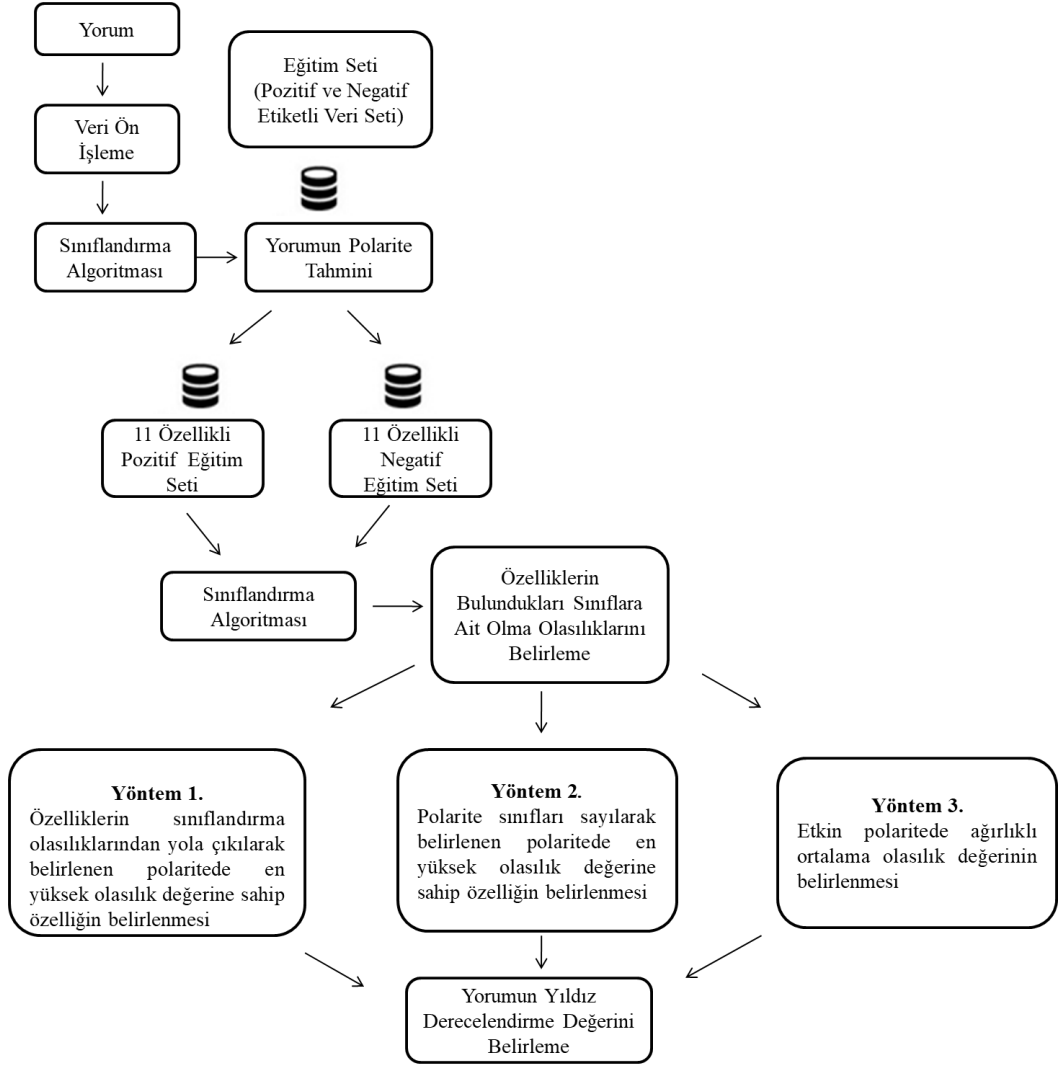 Yorum
Eğitim Seti
(Pozitif ve Negatif
Etiketli Veri Seti)
Veri Ön
İşleme
Sınıflandırma
Algoritması
Yorumun Polarite
Tahmini
11 Özellikli
Pozitif Eğitim
Seti
11 Özellikli
Negatif
Eğitim Seti
Sınıflandırma
Algoritması
Özelliklerin
Bulundukları Sınıflara
Ait Olma Olasılıklarını
Belirleme
Yöntem 1.
Özelliklerin sınıflandırma
olasılıklarından yola çıkılarak
belirlenen polaritede en
yüksek olasılık değerine sahip
özelliğin belirlenmesi
Yöntem 2.
Polarite sınıfları sayılarak
belirlenen polaritede en
yüksek olasılık değerine
sahip özelliğin belirlenmesi
Yöntem 3.
Etkin polaritede ağırlıklı
ortalama olasılık değerinin
belirlenmesi
Yorumun Yıldız
Derecelendirme Değerini
Belirleme